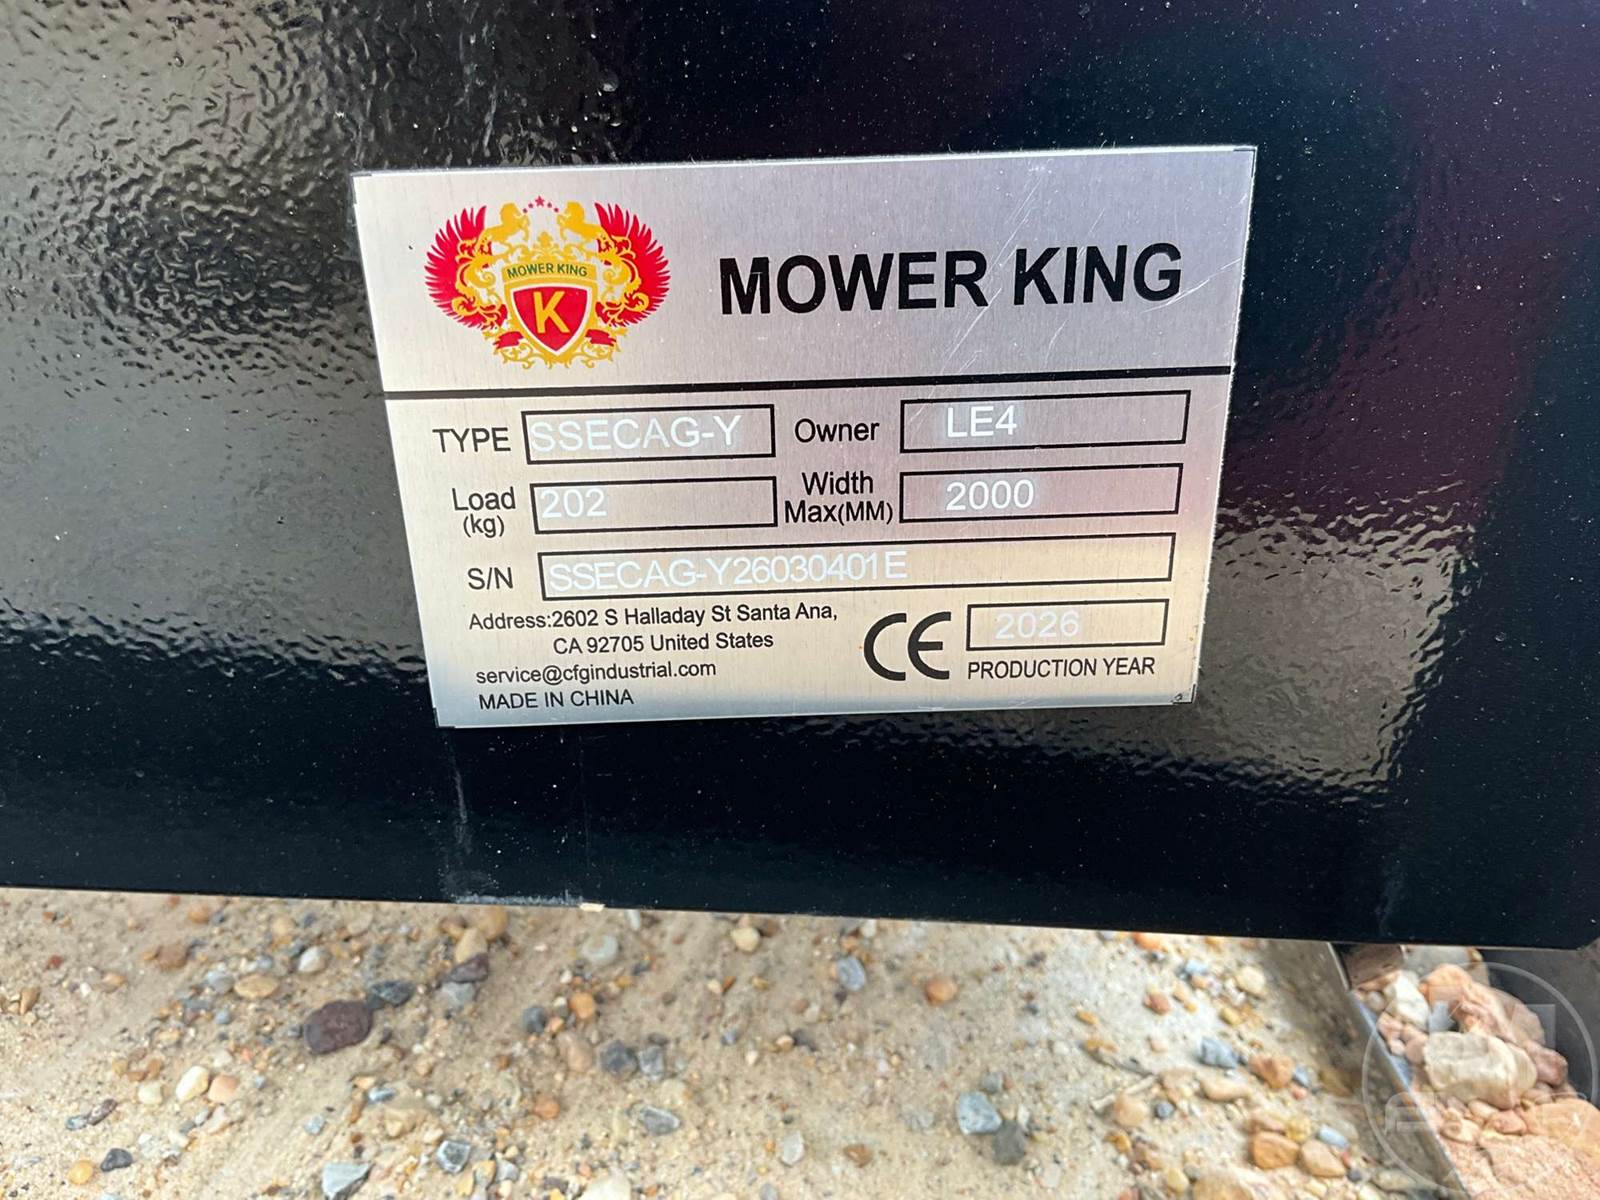 MOWER KING
K
MOWER KING
TYPE SSECAG-Y Owner LE4
Load (kg) 202 Width Max(MM) 2000
S/N SSECAG-Y26030401E
Address:2602 S Halladay St Santa Ana,
CA 92705 United States
service@cfgindustrial.com
MADE IN CHINA
CE 2026
PRODUCTION YEAR